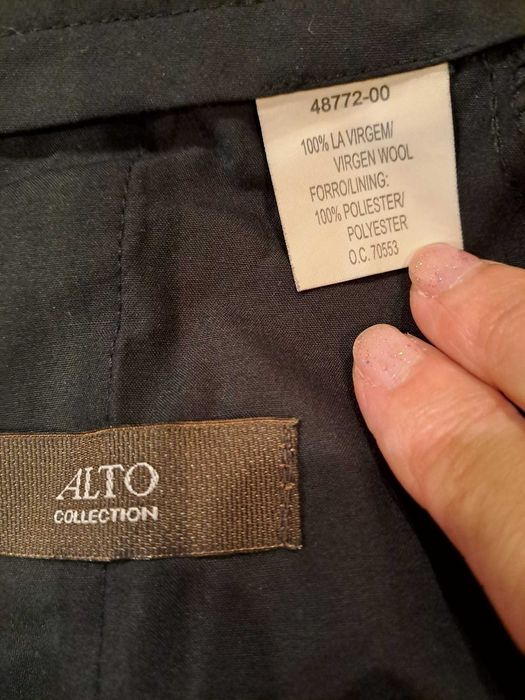 48772-00
100% LA VIRGEM/
VIRGEN WOOL
FORRO/LINING:
100% POLIESTER/
POLYESTER
O.C. 70553
ALTO
COLLECTION